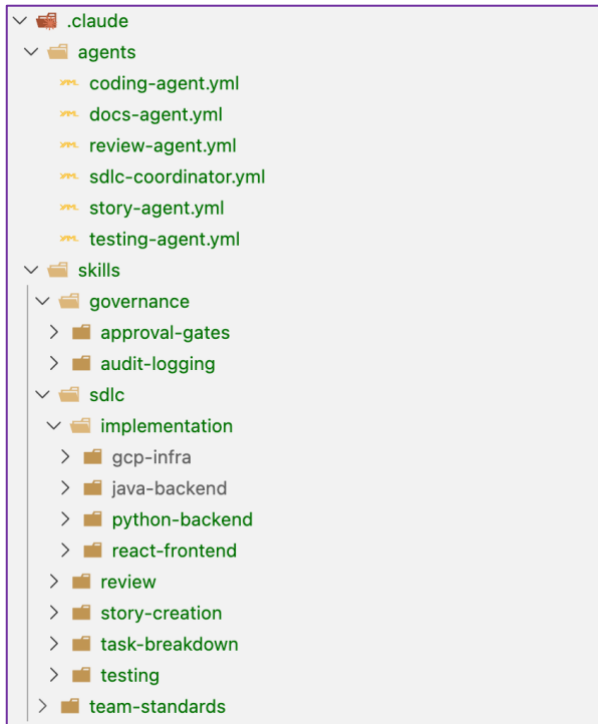 .claude
agents
coding-agent.yml
docs-agent.yml
review-agent.yml
sdlc-coordinator.yml
story-agent.yml
testing-agent.yml
skills
governance
approval-gates
audit-logging
sdlc
implementation
gcp-infra
java-backend
python-backend
react-frontend
review
story-creation
task-breakdown
testing
team-standards